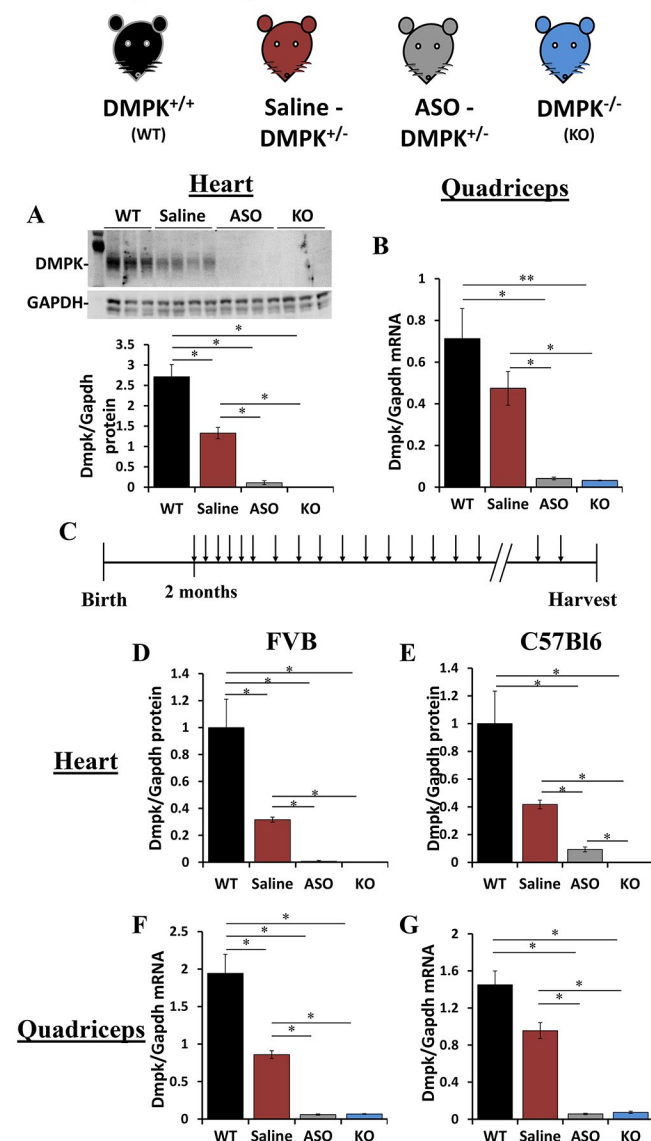 DMPK+/+
(WT)
Saline -
DMPK+/-
ASO -
DMPK+/-
DMPK-/-
(KO)
Heart
Quadriceps
A
WT Saline ASO KO
DMPK-
GAPDH-
Dmpk/Gapdh
protein
3.5
3
2.5
2
1.5
1
0.5
0
*
*
*
*
*
WT Saline ASO KO
B
Dmpk/Gapdh mRNA
1
0.8
0.6
0.4
0.2
0
**
*
*
*
WT Saline ASO KO
C
Birth
2 months
Harvest
FVB
C57Bl6
Heart
D
Dmpk/Gapdh protein
1.4
1.2
1
0.8
0.6
0.4
0.2
0
*
*
*
*
*
WT Saline ASO KO
E
Dmpk/Gapdh protein
1.4
1.2
1
0.8
0.6
0.4
0.2
0
*
*
*
*
*
WT Saline ASO KO
Quadriceps
F
Dmpk/Gapdh mRNA
2.5
2
1.5
1
0.5
0
*
*
*
*
*
WT Saline ASO KO
G
Dmpk/Gapdh mRNA
2
1.6
1.2
0.8
0.4
0
*
*
*
*
WT Saline ASO KO